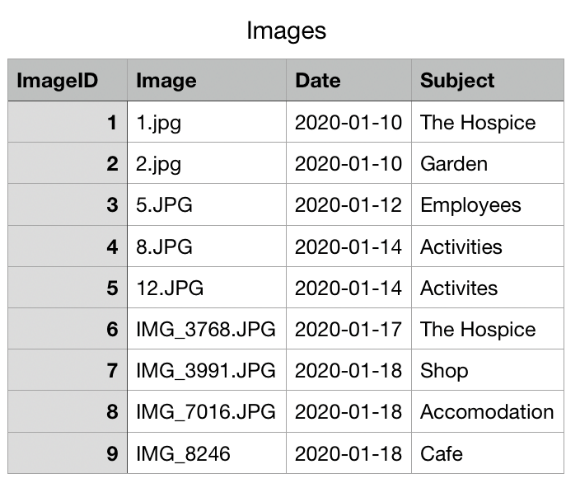 Images
ImageID Image Date Subject
1 1.jpg 2020-01-10 The Hospice
2 2.jpg 2020-01-10 Garden
3 5.JPG 2020-01-12 Employees
4 8.JPG 2020-01-14 Activities
5 12.JPG 2020-01-14 Activites
6 IMG_3768.JPG 2020-01-17 The Hospice
7 IMG_3991.JPG 2020-01-18 Shop
8 IMG_7016.JPG 2020-01-18 Accomodation
9 IMG_8246 2020-01-18 Cafe